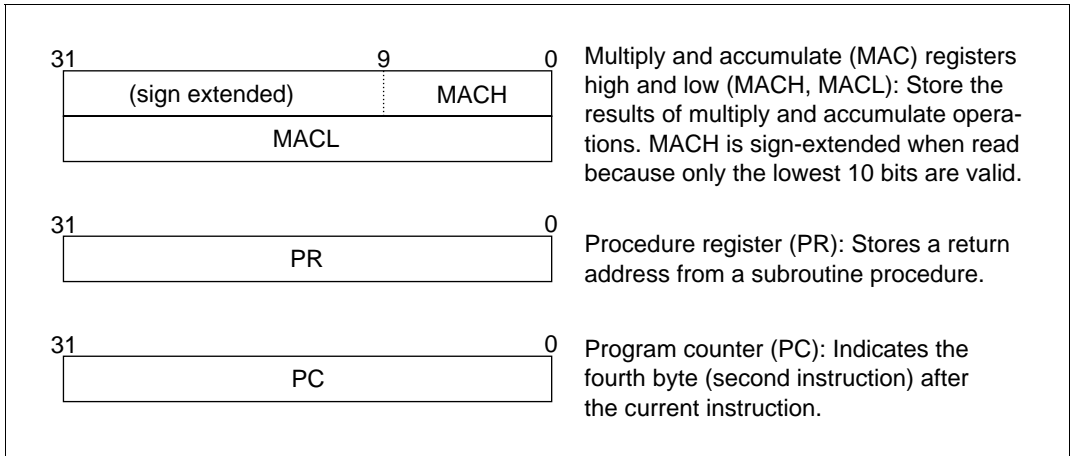 31 9 0
(sign extended) MACH
MACL
Multiply and accumulate (MAC) registers
high and low (MACH, MACL): Store the
results of multiply and accumulate opera-
tions. MACH is sign-extended when read
because only the lowest 10 bits are valid.
31 0
PR
Procedure register (PR): Stores a return
address from a subroutine procedure.
31 0
PC
Program counter (PC): Indicates the
fourth byte (second instruction) after
the current instruction.